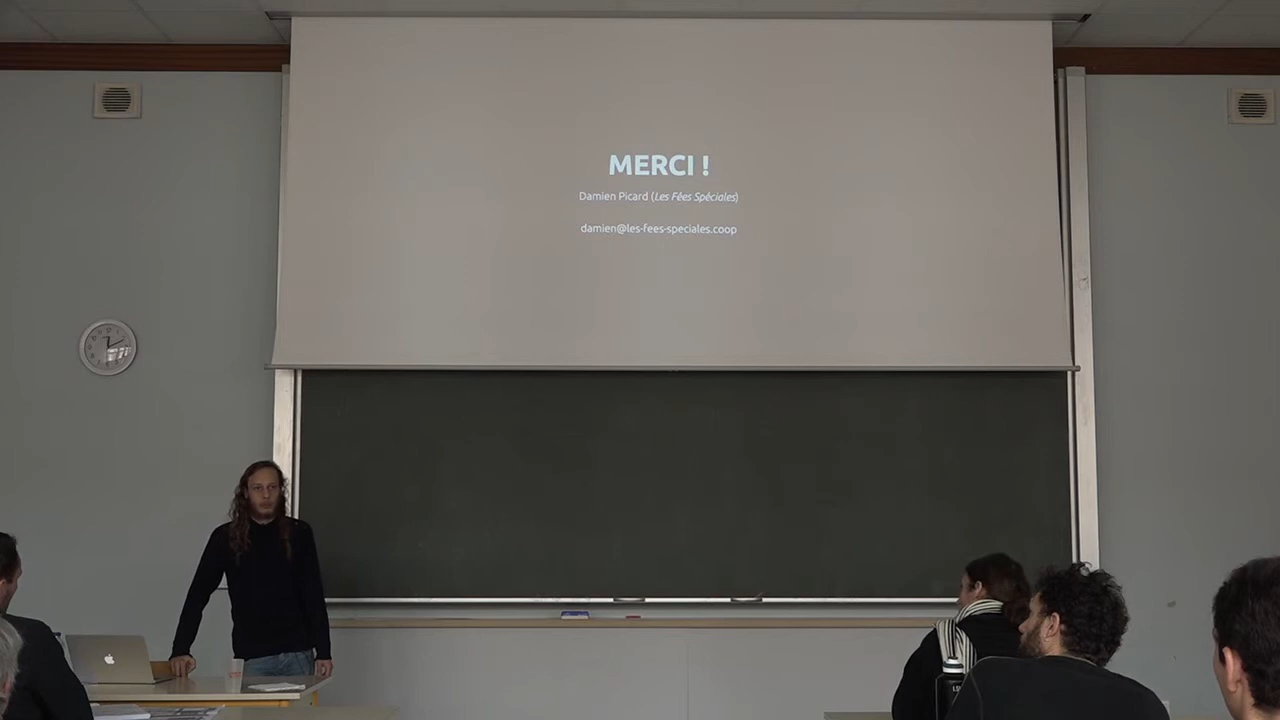 MERCI !
Damien Picard (Les Fées Spéciales)
damien@les-fees-speciales.coop